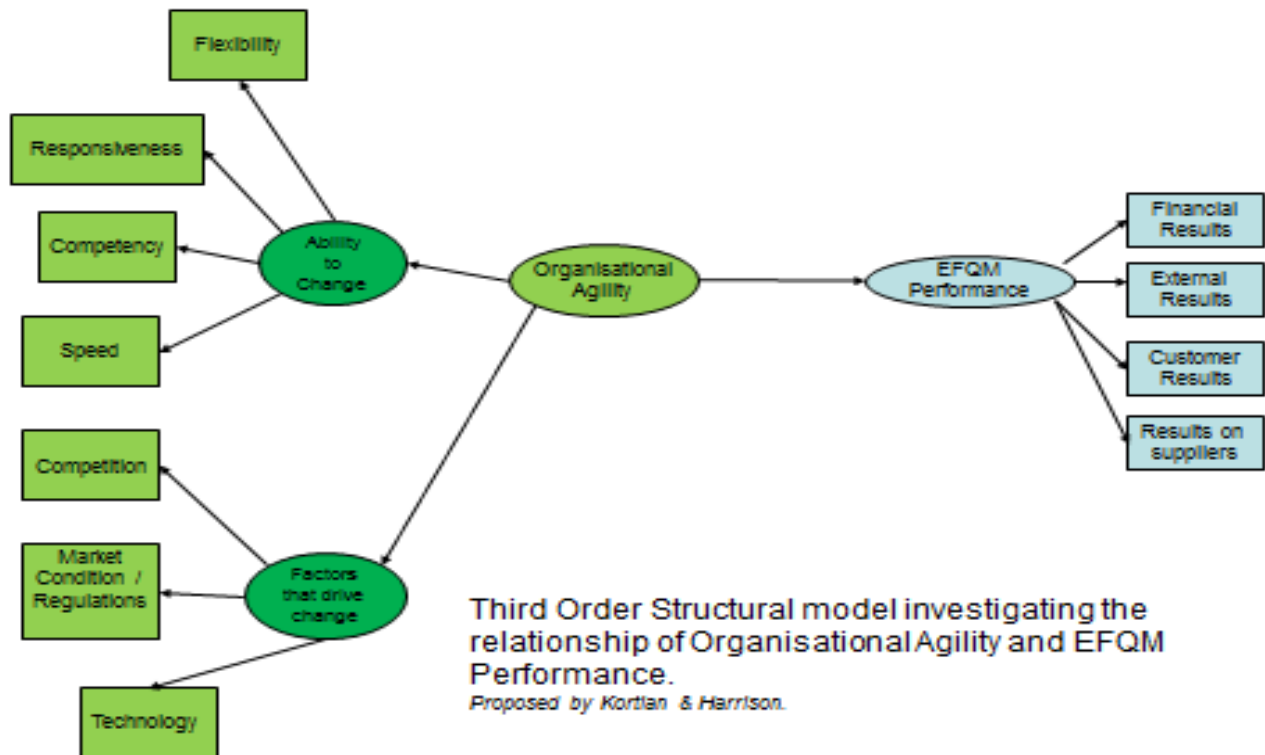 Flexibility
Responsiveness
Competency
Speed
Ability
to
Change
Organisational
Agility
EFQM
Performance
Financial
Results
External
Results
Customer
Results
Results on
suppliers
Competition
Market
Condition /
Regulations
Technology
Factors
that drive
change
Third Order Structural model investigating the
relationship of Organisational Agility and EFQM
Performance.
Proposed by Kortian & Harrison.